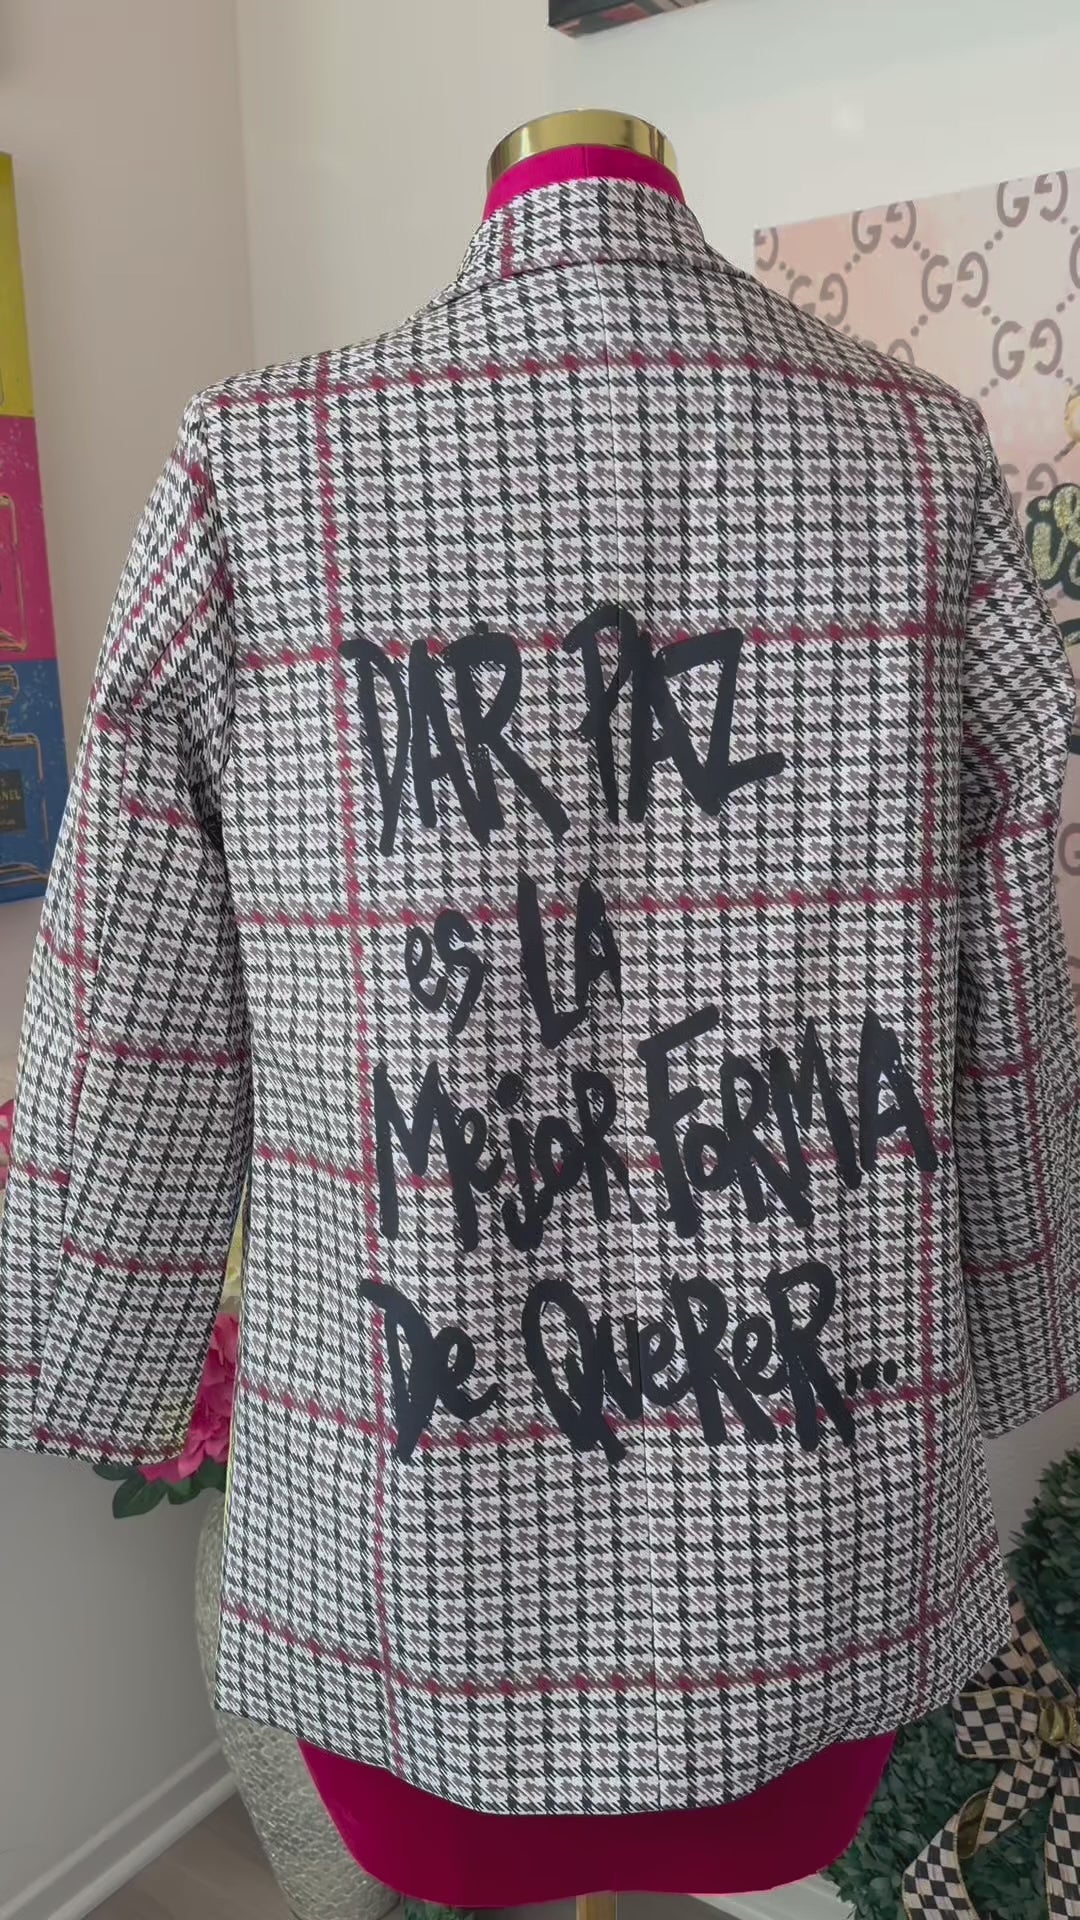 DAR PAZ
es LA
MejoR FoRMA
De QueReR...